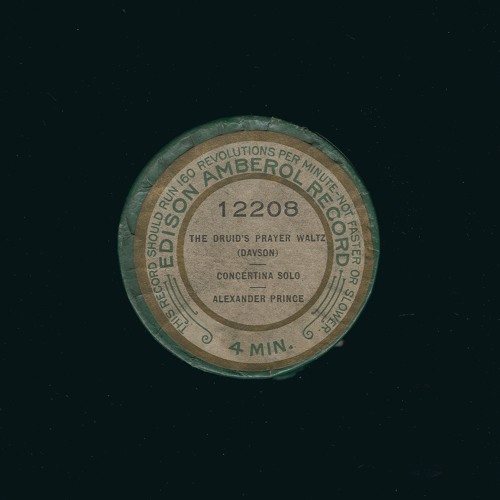 THIS RECORD SHOULD RUN 160 REVOLUTIONS PER MINUTE-NOT FASTER OR SLOWER.
EDISON AMBEROL RECORD
12208
THE DRUID'S PRAYER WALTZ
(DAVSON)
CONCERTINA SOLO
ALEXANDER PRINCE
4 MIN.